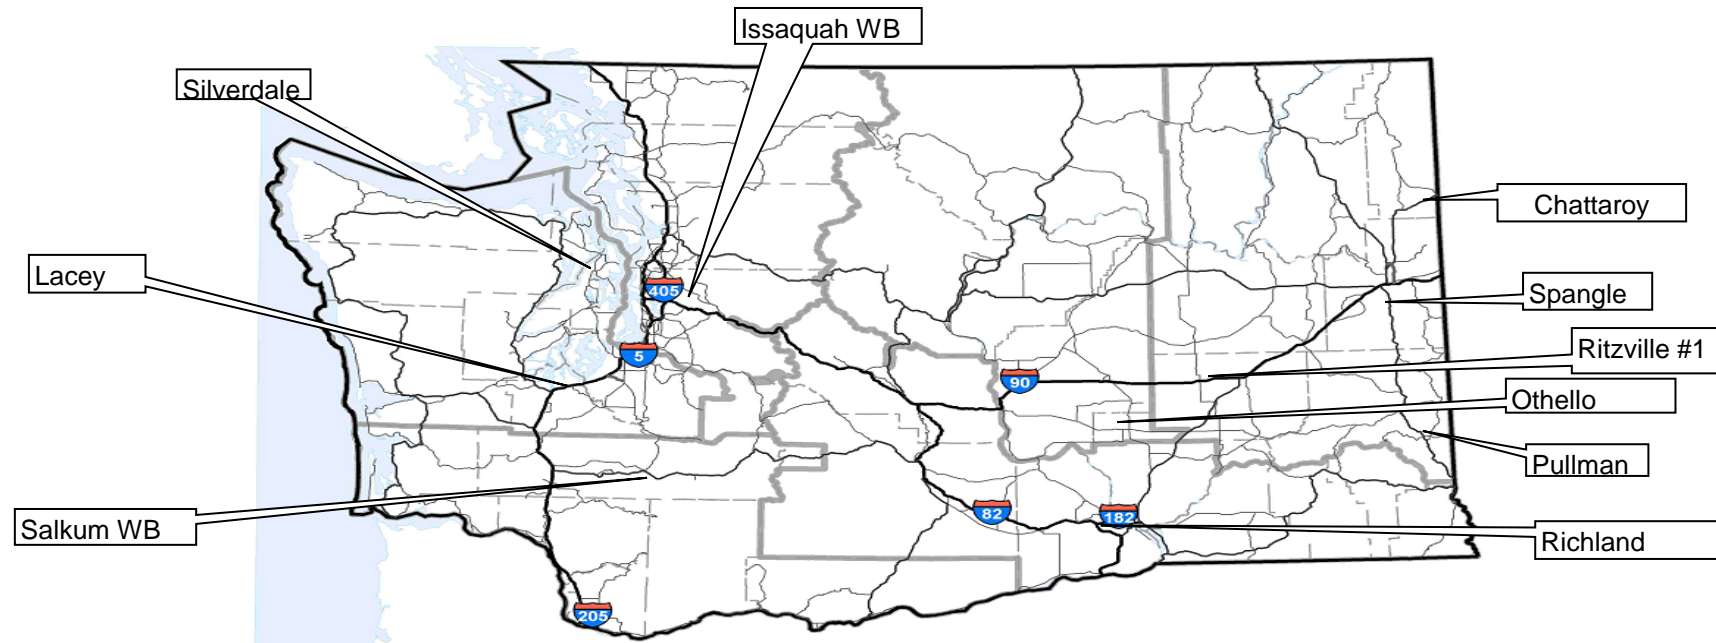 Issaquah WB
Silverdale
Chattaroy
Lacey
405
Spangle
5
Ritzville #1
90
Othello
Pullman
82
182
Salkum WB
Richland
205